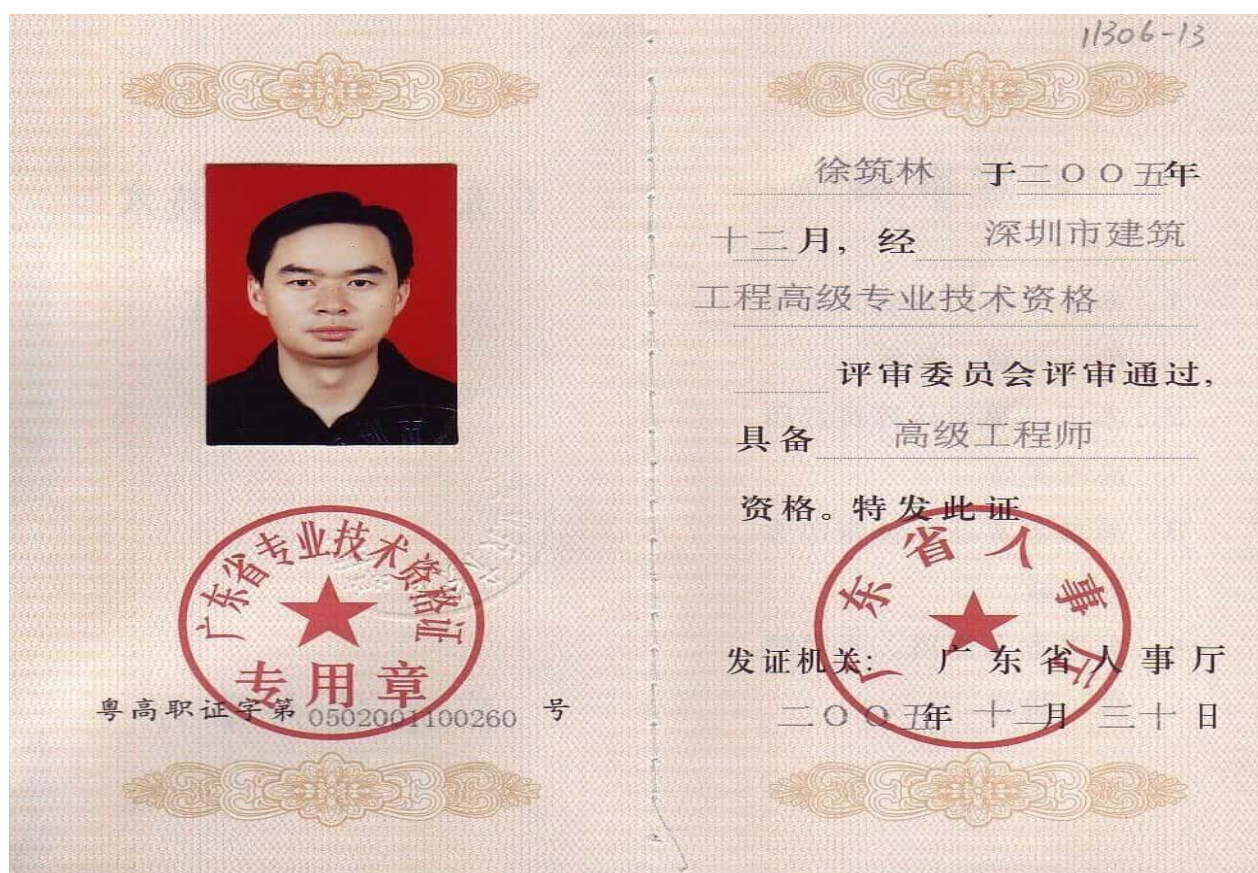 广东省专业技术资格证
专用章
粤高职证字第 0502001100260 号
11306-13
徐筑林 于二〇〇五年
十二月，经 深圳市建筑
工程高级专业技术资格
评审委员会评审通过，
具备 高级工程师
资格。特发此证
广东省人事厅
发证机关： 广东省人事厅
二〇〇五年 十二月 三十日